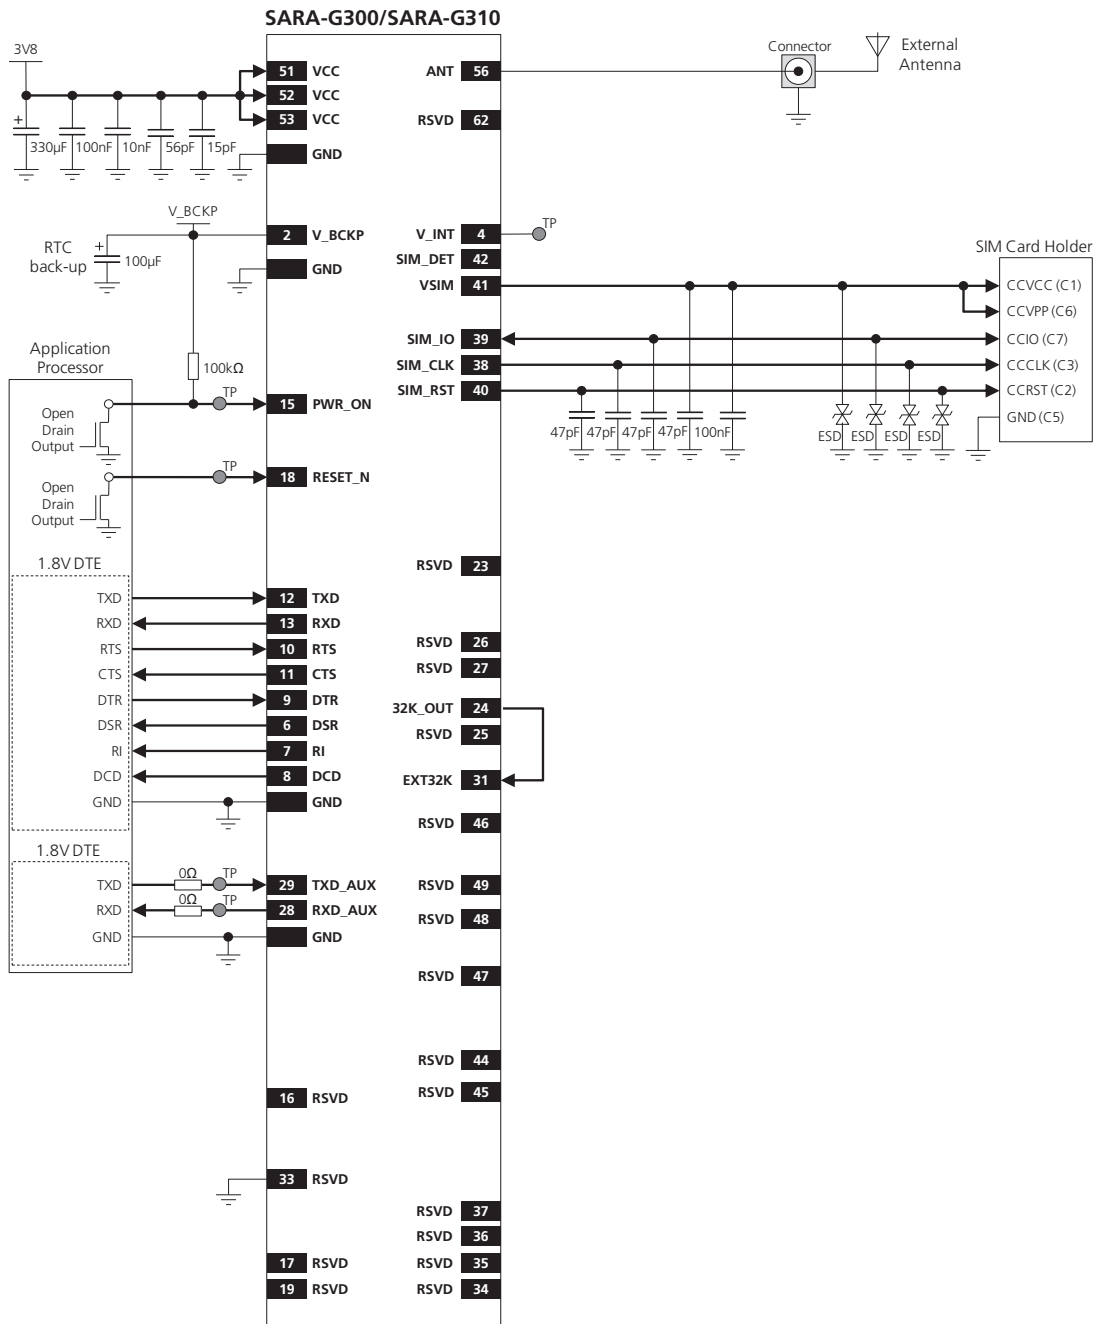 SARA-G300/SARA-G310
3V8
51 VCC
52 VCC
53 VCC
GND
+
330µF 100nF 10nF 56pF 15pF
ANT 56
Connector
External
Antenna
RSVD 62
V_BCKP
2 V_BCKP
GND
RTC
back-up
+
100µF
V_INT 4
TP
SIM_DET 42
VSIM 41
SIM_IO 39
SIM_CLK 38
SIM_RST 40
SIM Card Holder
CCVCC (C1)
CCVPP (C6)
CCIO (C7)
CCCLK (C3)
CCRST (C2)
GND (C5)
47pF 47pF 47pF 47pF 100nF
ESD ESD ESD ESD
Application
Processor
100kΩ
TP
15 PWR_ON
Open
Drain
Output
TP
18 RESET_N
Open
Drain
Output
1.8V DTE
TXD 12 TXD
RXD 13 RXD
RTS 10 RTS
CTS 11 CTS
DTR 9 DTR
DSR 6 DSR
RI 7 RI
DCD 8 DCD
GND GND
1.8V DTE
TXD 0Ω TP 29 TXD_AUX
RXD 0Ω TP 28 RXD_AUX
GND GND
RSVD 23
RSVD 26
RSVD 27
32K_OUT 24
RSVD 25
EXT32K 31
RSVD 46
RSVD 49
RSVD 48
RSVD 47
RSVD 44
RSVD 45
16 RSVD
33 RSVD
RSVD 37
RSVD 36
17 RSVD RSVD 35
19 RSVD RSVD 34